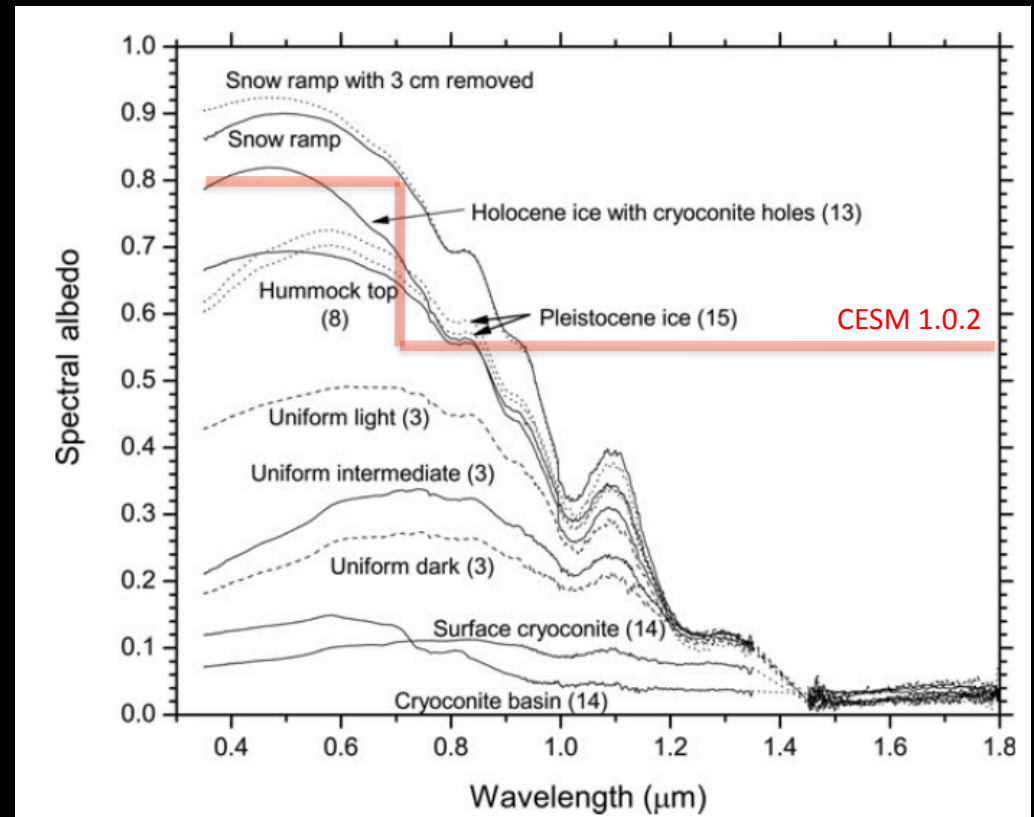 1.0
0.9
0.8
0.7
0.6
0.5
0.4
0.3
0.2
0.1
0.0
Spectral albedo
Snow ramp with 3 cm removed
Snow ramp
Holocene ice with cryoconite holes (13)
Hummock top
(8)
Pleistocene ice (15)
CESM 1.0.2
Uniform light (3)
Uniform intermediate (3)
Uniform dark (3)
Surface cryoconite (14)
Cryoconite basin (14)
0.4 0.6 0.8 1.0 1.2 1.4 1.6 1.8
Wavelength (μm)